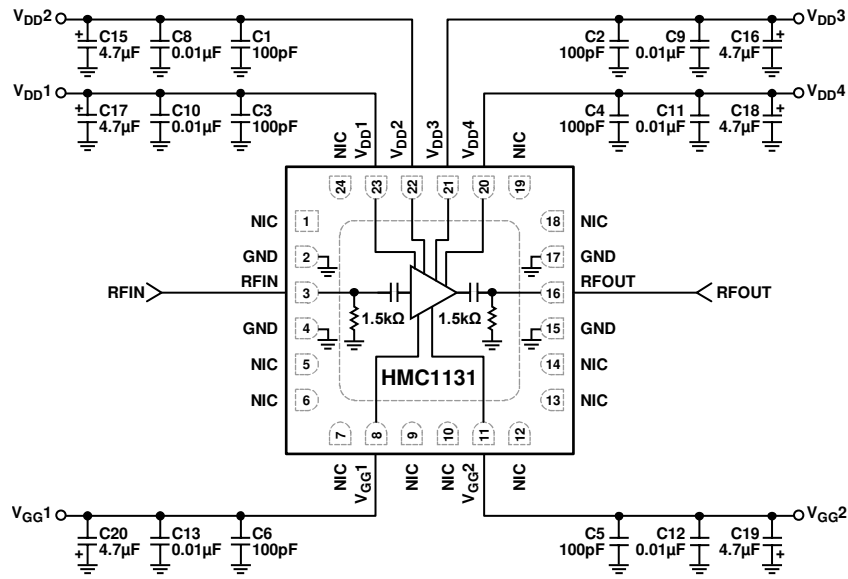 VDD2
+ C15
4.7µF
C8
0.01µF
C1
100pF
C2
100pF
C9
0.01µF
C16 +
4.7µF
VDD3
VDD1
+ C17
4.7µF
C10
0.01µF
C3
100pF
C4
100pF
C11
0.01µF
C18 +
4.7µF
VDD4
NIC
VDD1
VDD2
VDD3
VDD4
NIC
24
23
22
21
20
19
NIC
1
18
NIC
GND
2
17
GND
RFIN
RFIN
3
16
RFOUT
RFOUT
1.5kΩ
1.5kΩ
GND
4
15
GND
NIC
5
14
NIC
HMC1131
NIC
6
13
NIC
7
8
9
10
11
12
NIC
VGG1
NIC
NIC
VGG2
NIC
VGG1
C20
+ 4.7µF
C13
0.01µF
C6
100pF
C5
100pF
C12
0.01µF
C19
4.7µF +
VGG2